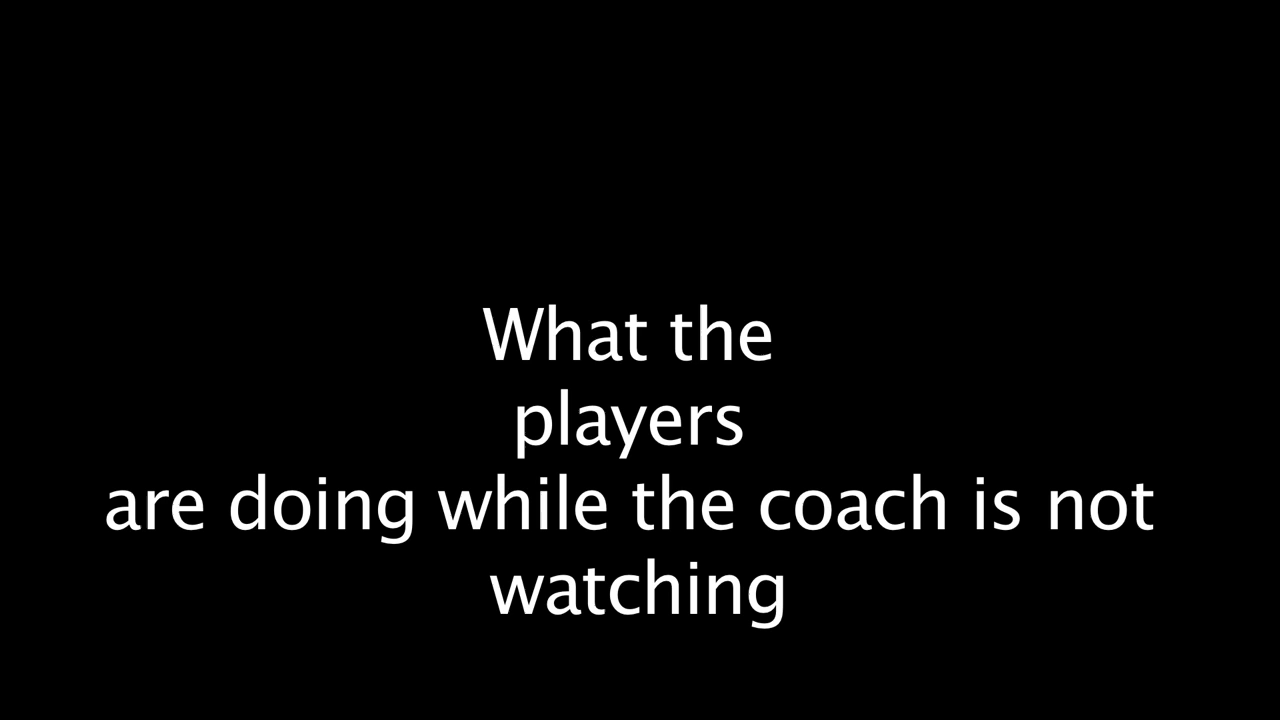 What the
players
are doing while the coach is not
watching